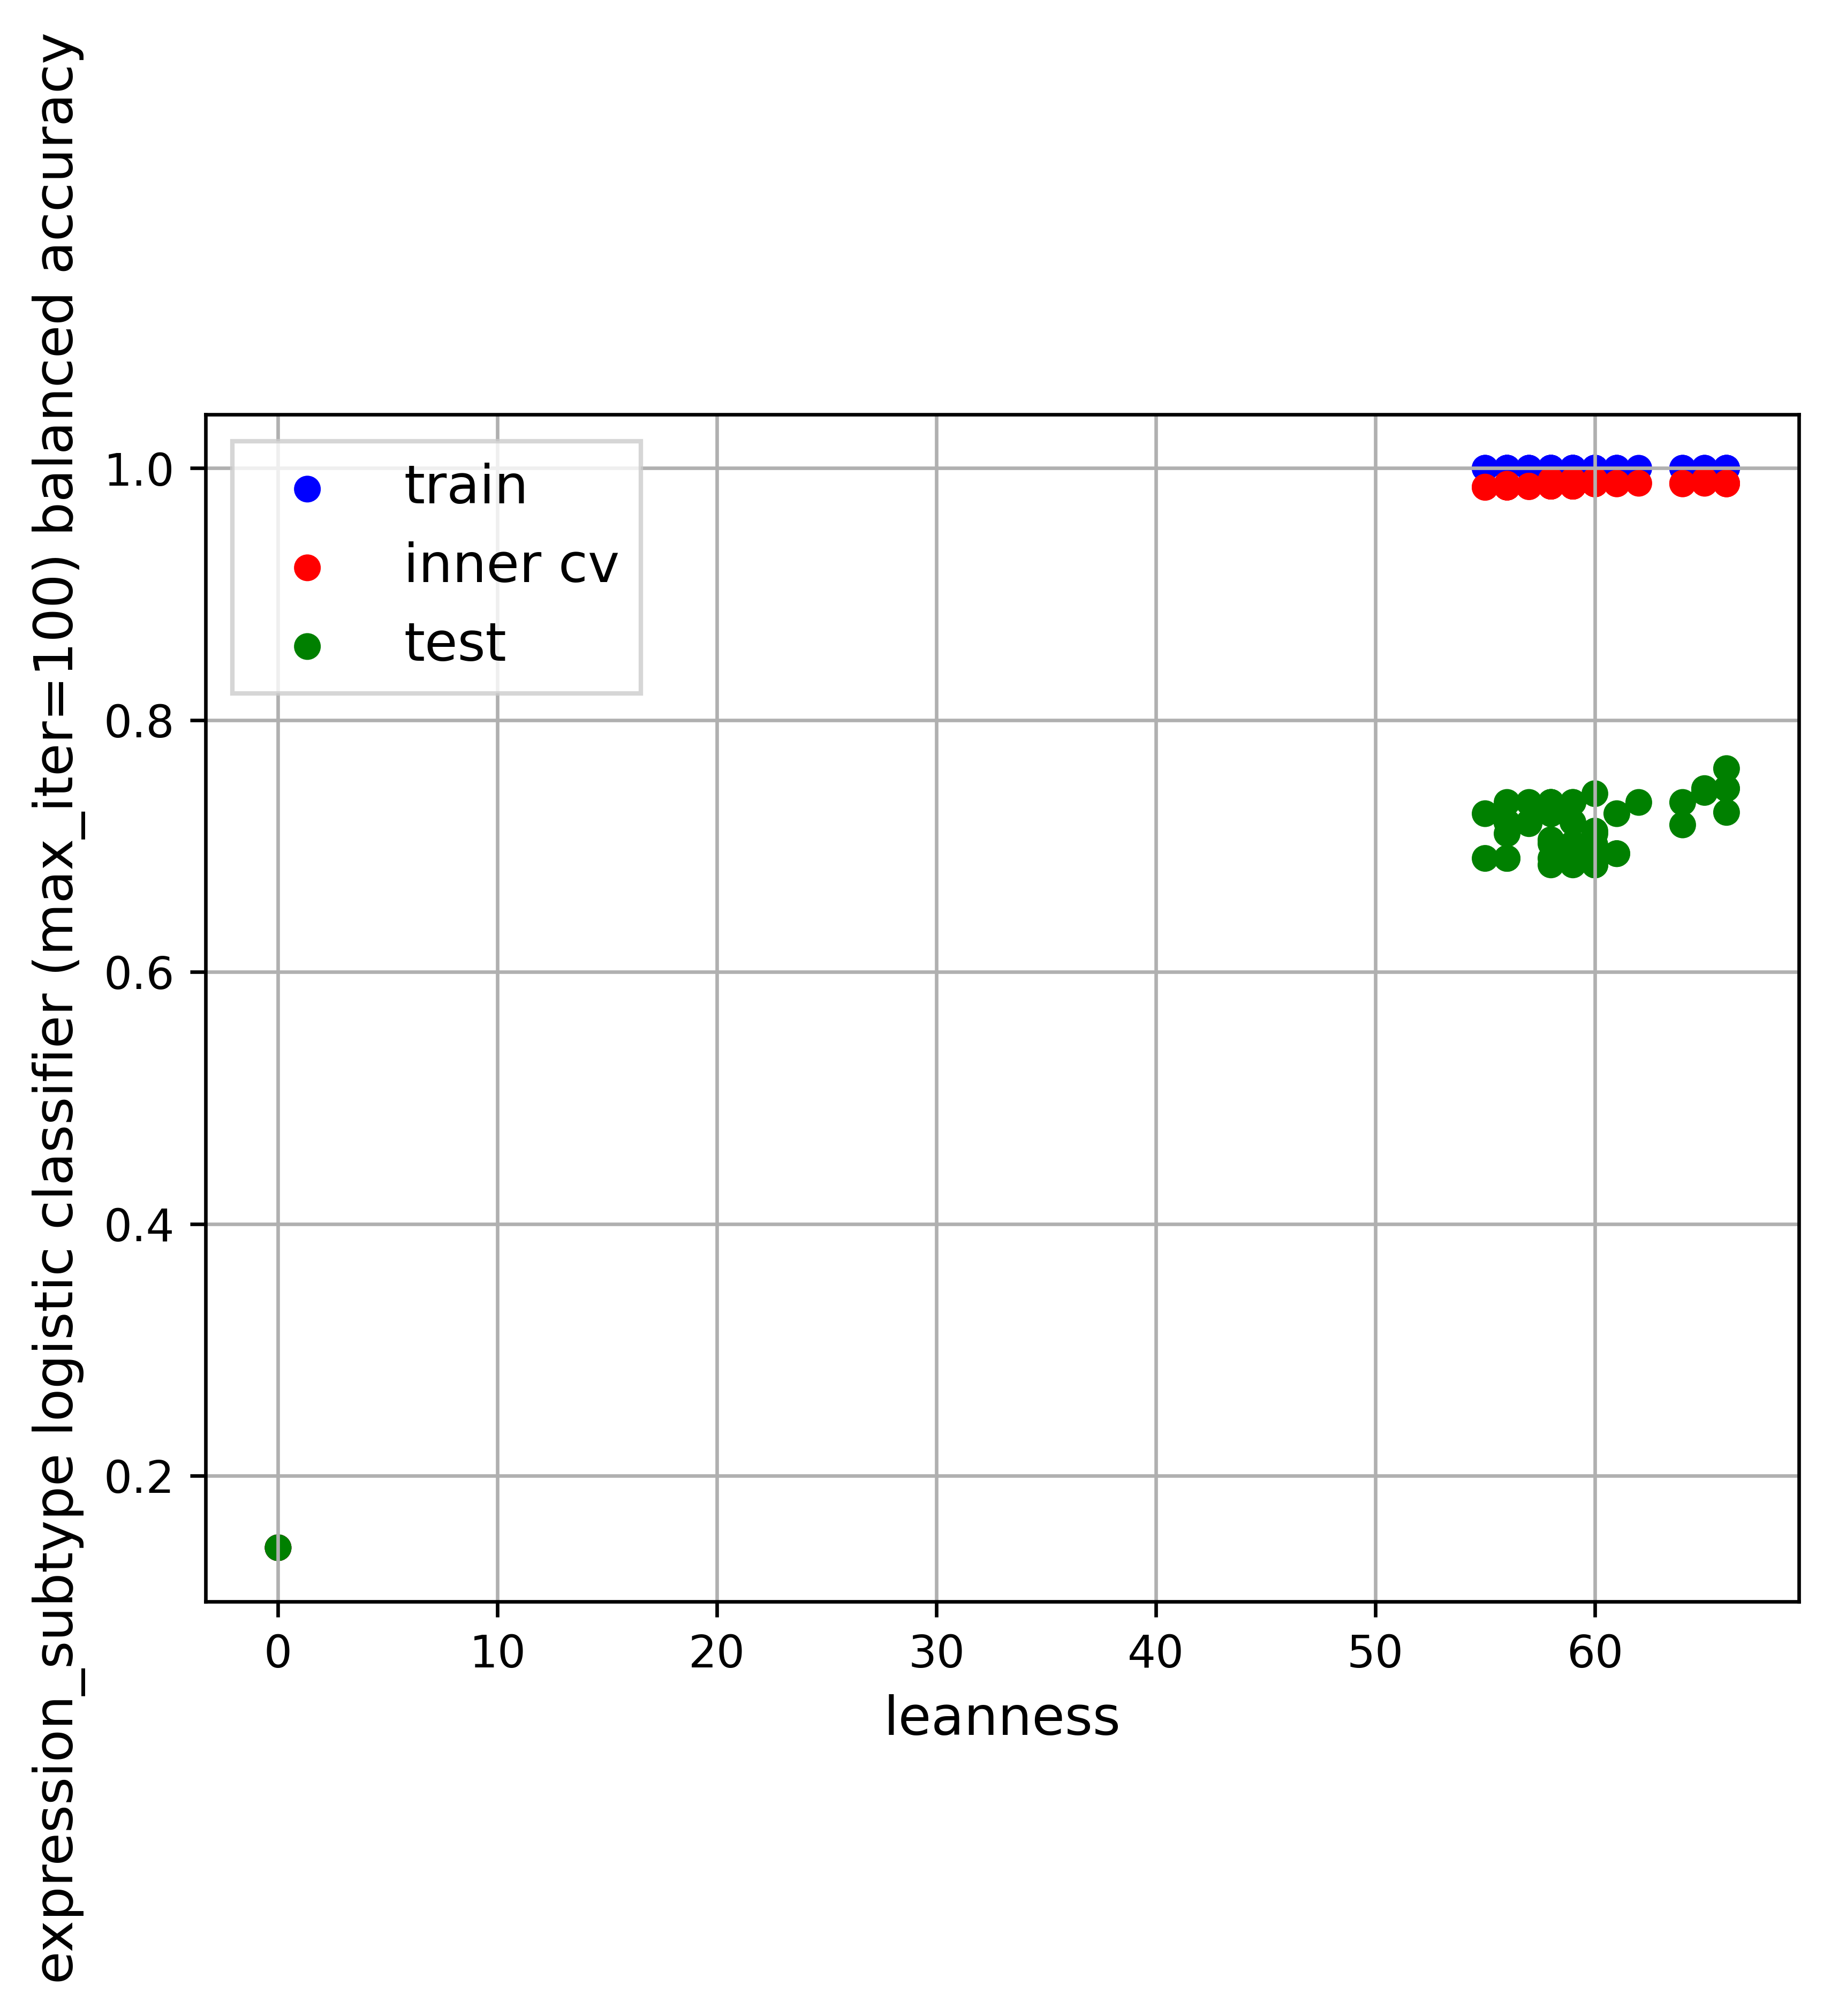 expression_subtype logistic classifier (max_iter=100) balanced accuracy
1.0
0.8
0.6
0.4
0.2
train
inner cv
test
0 10 20 30 40 50 60
leanness